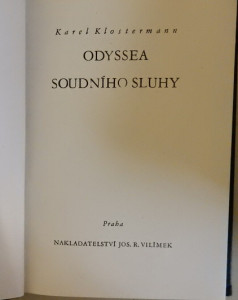 Karel Klostermann
ODYSSEA
SOUDNÍHO SLUHY
Praha
NAKLADATELSTVÍ JOS. R. VILÍMEK